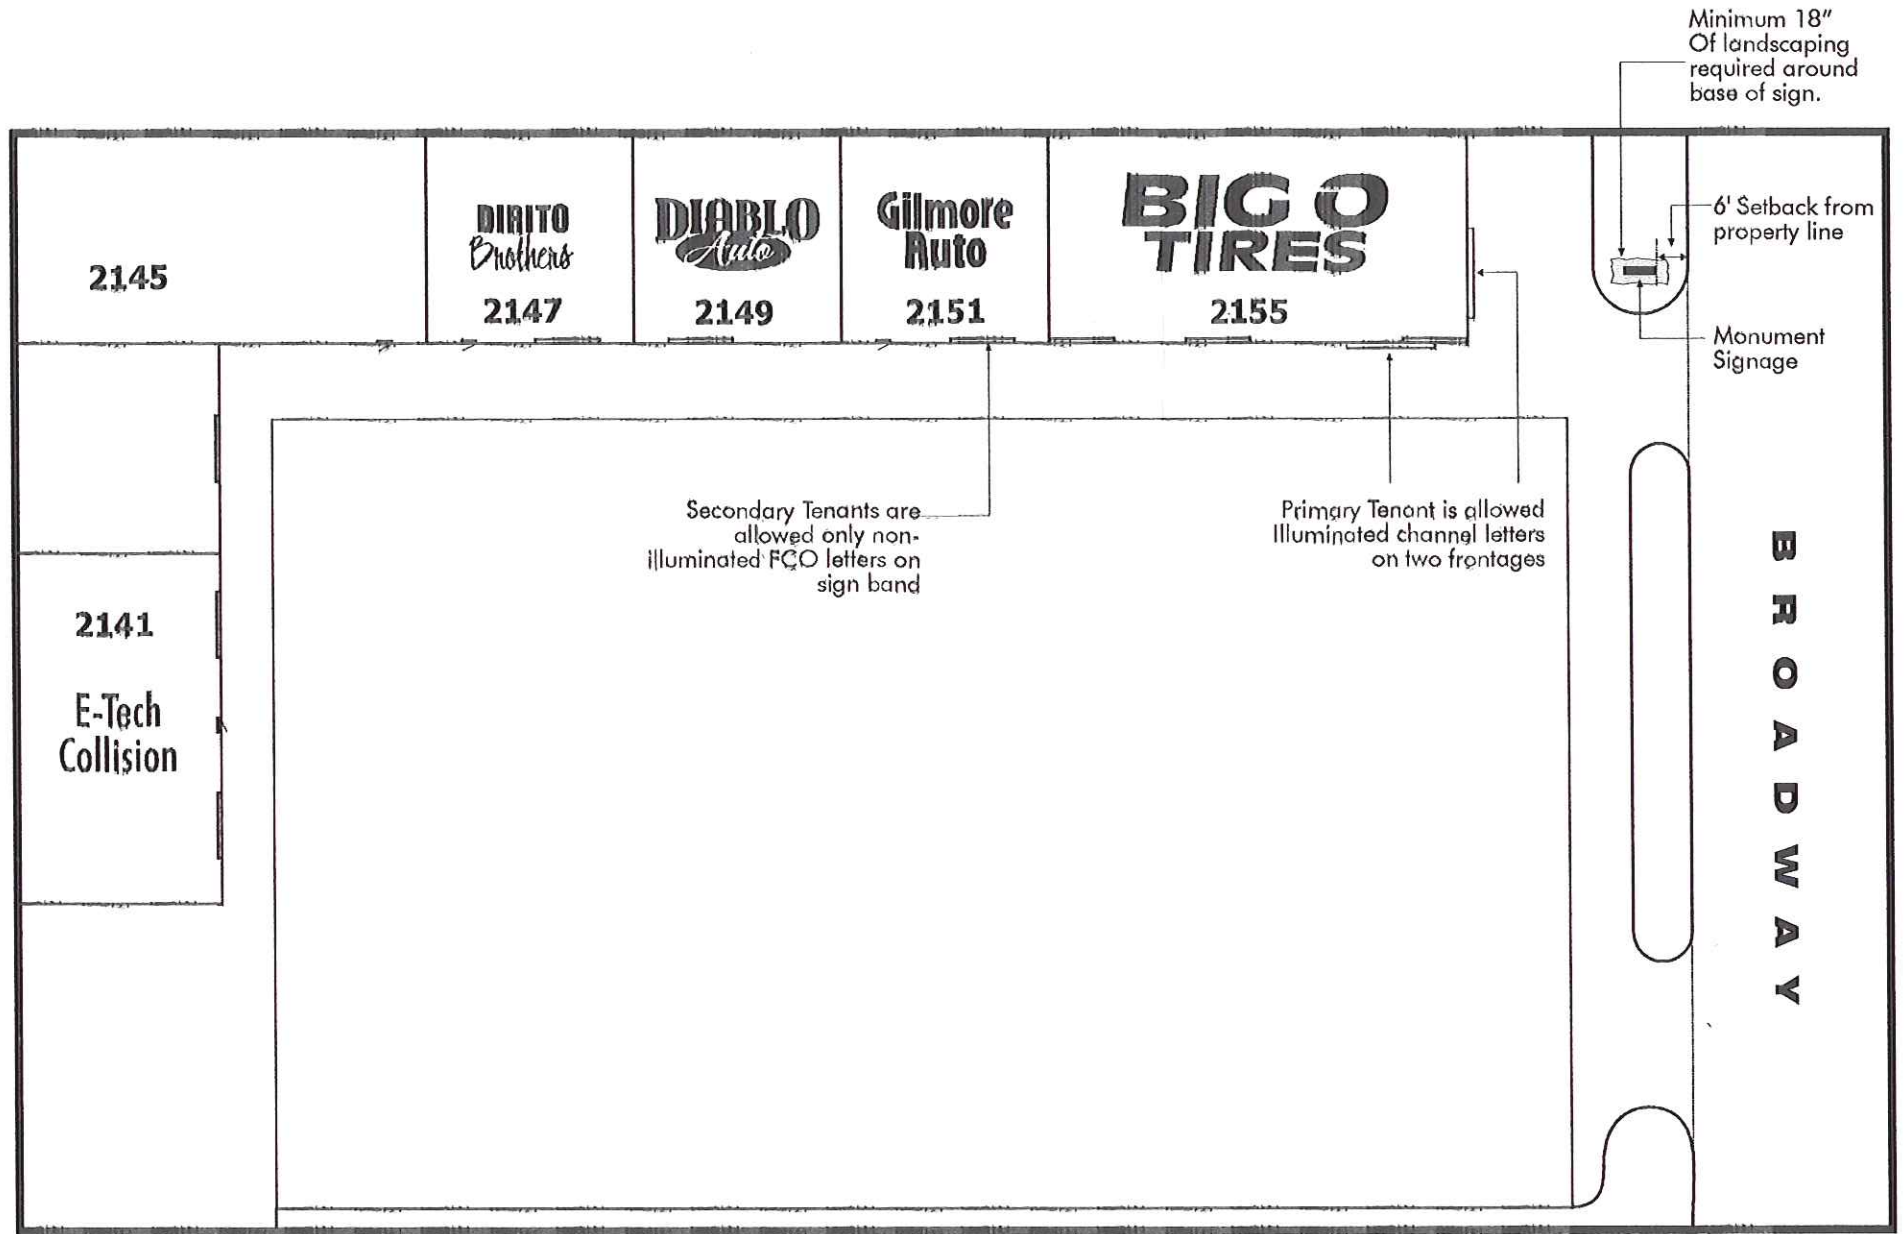 Minimum 18"
Of landscaping
required around
base of sign.
6' Setback from
property line
Monument
Signage
2145
DIRITO
Brothers
2147
DIABLO
Auto
2149
Gilmore
Auto
2151
BIG O
TIRES
2155
Secondary Tenants are
allowed only non-
illuminated FCO letters on
sign band
Primary Tenant is allowed
Illuminated channel letters
on two frontages
2141
E-Tech
Collision
BROADWAY